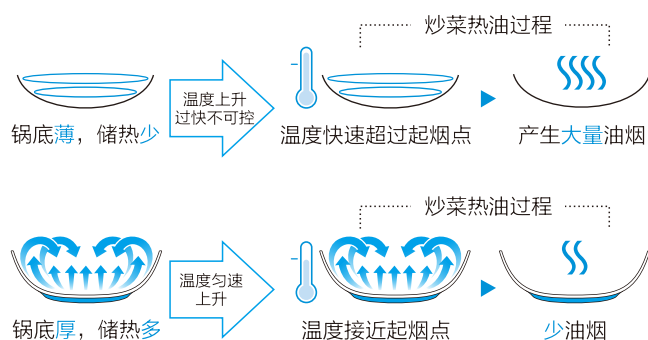 炒菜热油过程
温度上升
过快不可控
锅底薄，储热少
温度快速超过起烟点
产生大量油烟
炒菜热油过程
温度匀速
上升
锅底厚，储热多
温度接近起烟点
少油烟